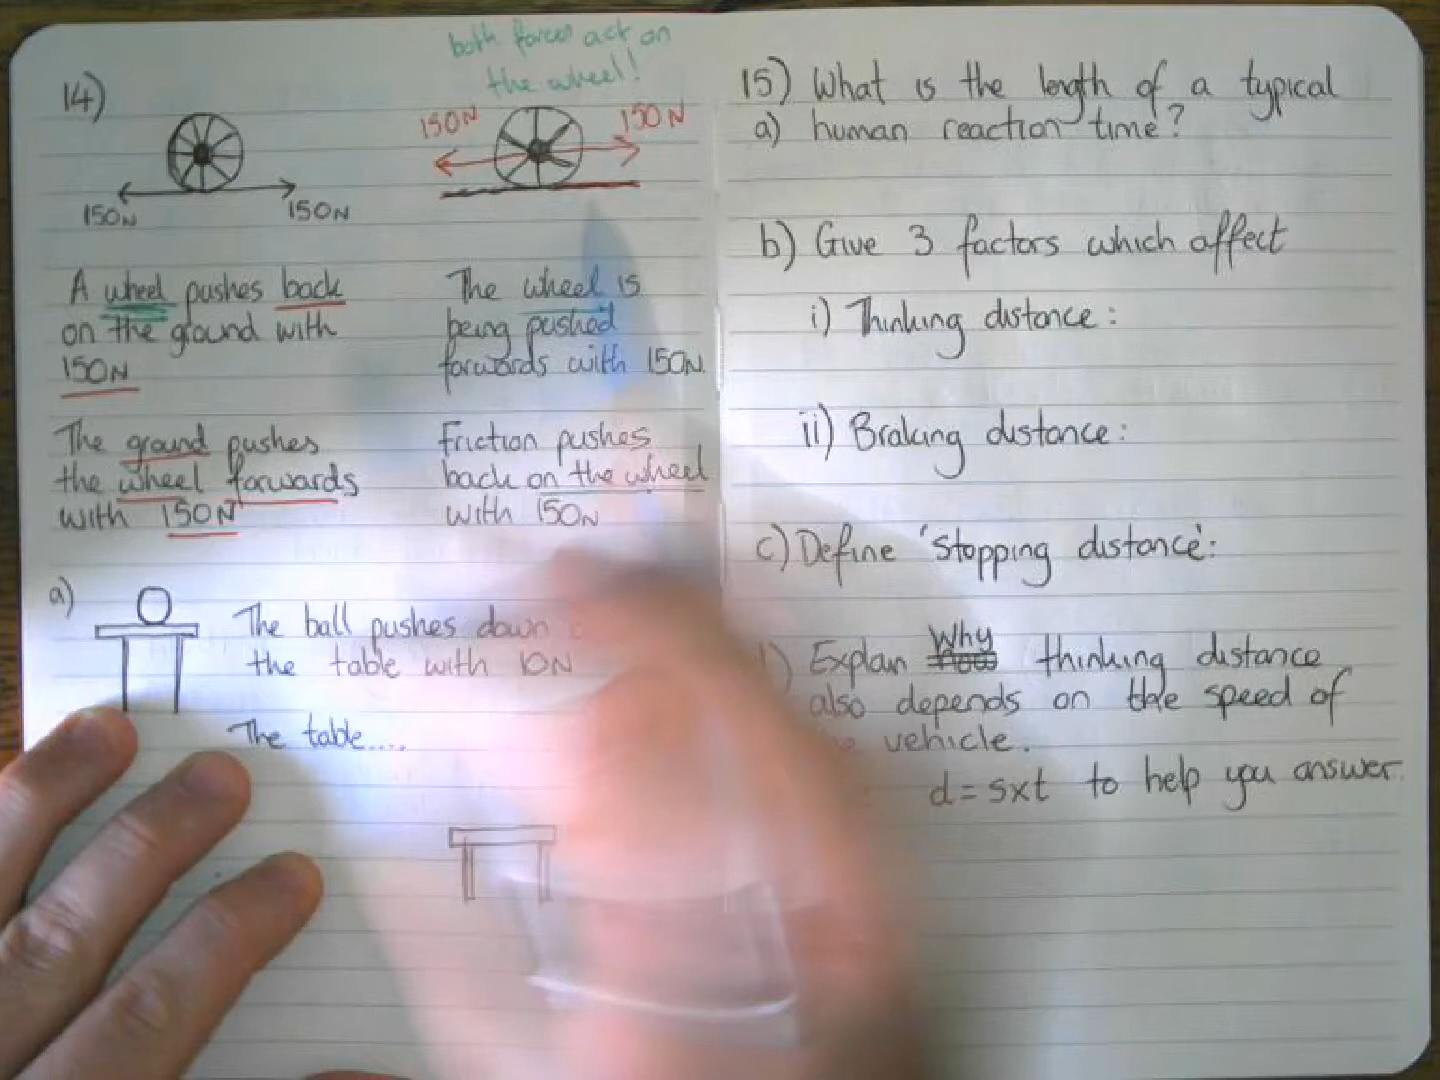 both forces act on
the wheel!
14)
150N
150N
150N
150N
A wheel pushes back
on the ground with
150N
The ground pushes
the wheel forwards
with 150N
The wheel is
being pushed
forwards with 150N
Friction pushes
back on the wheel
with 150N
a)
The ball pushes down
the table with 10N
The table....
15) What is the length of a typical
a) human reaction time?
b) Give 3 factors which affect
i) Thinking distance:
ii) Braking distance:
c) Define 'stopping distance':
Explain Why thinking distance
also depends on the speed of
vehicle.
d = s x t to help you answer.